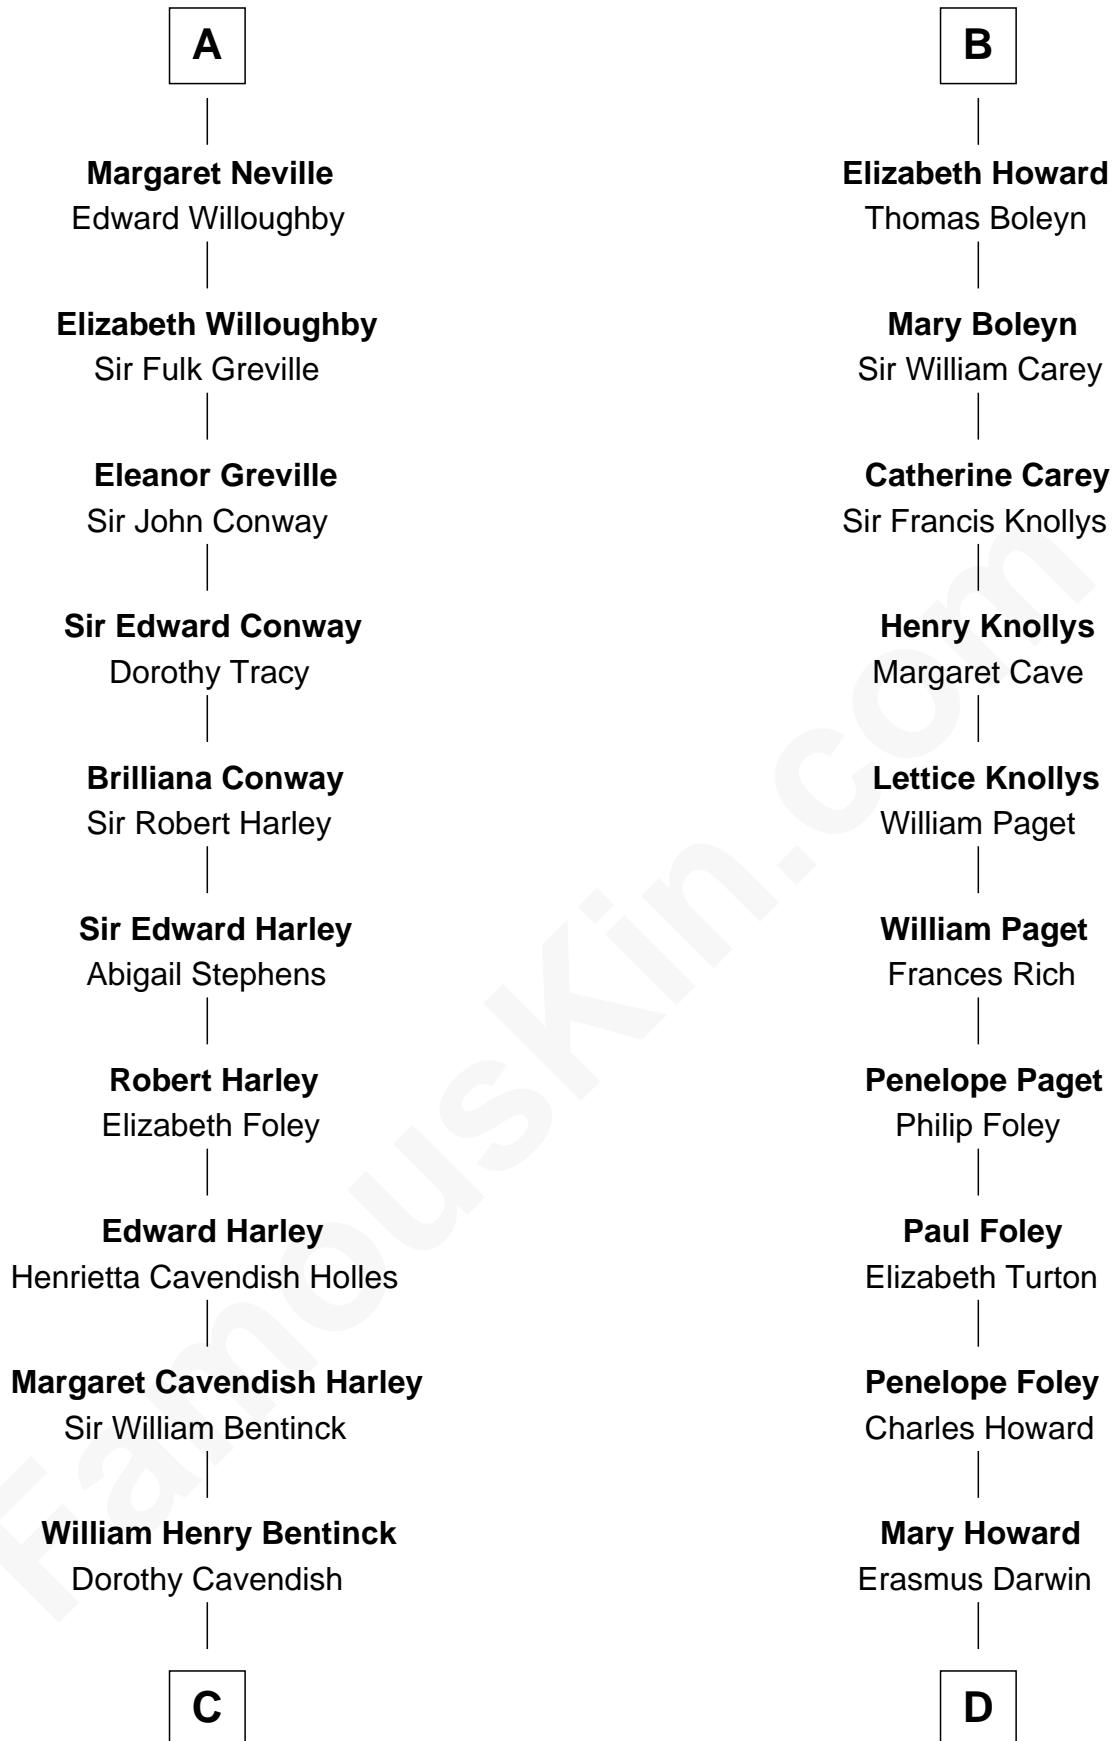 A
Margaret Neville
Edward Willoughby
Elizabeth Willoughby
Sir Fulk Greville
Eleanor Greville
Sir John Conway
Sir Edward Conway
Dorothy Tracy
Brilliana Conway
Sir Robert Harley
Sir Edward Harley
Abigail Stephens
Robert Harley
Elizabeth Foley
Edward Harley
Henrietta Cavendish Holles
Margaret Cavendish Harley
Sir William Bentinck
William Henry Bentinck
Dorothy Cavendish
C
B
Elizabeth Howard
Thomas Boleyn
Mary Boleyn
Sir William Carey
Catherine Carey
Sir Francis Knollys
Henry Knollys
Margaret Cave
Lettice Knollys
William Paget
William Paget
Frances Rich
Penelope Paget
Philip Foley
Paul Foley
Elizabeth Turton
Penelope Foley
Charles Howard
Mary Howard
Erasmus Darwin
D
FamousKin.com